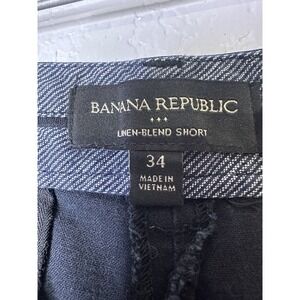 BANANA REPUBLIC
LINEN-BLEND SHORT
34
MADE IN
VIETNAM